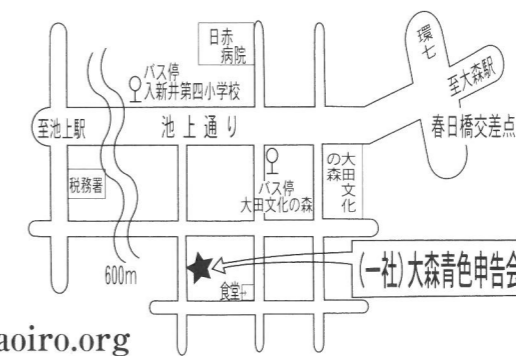 日赤
病院
環七
至大森駅
バス停
入新井第四小学校
至池上駅
池上通り
春日橋交差点
税務署
バス停
大田文化の森
大田文化
の森
600m
(一社)大森青色申告会
食堂
aoiro.org